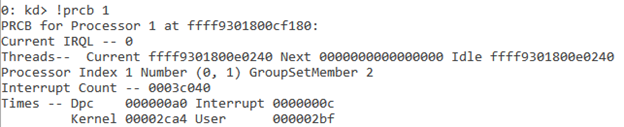 0: kd> !prcb 1
PRCB for Processor 1 at ffff9301800cf180:
Current IRQL -- 0
Threads-- Current ffff9301800e0240 Next 0000000000000000 Idle ffff9301800e0240
Processor Index 1 Number (0, 1) GroupSetMember 2
Interrupt Count -- 0003c040
Times -- Dpc 000000a0 Interrupt 0000000c
Kernel 00002ca4 User 000002bf